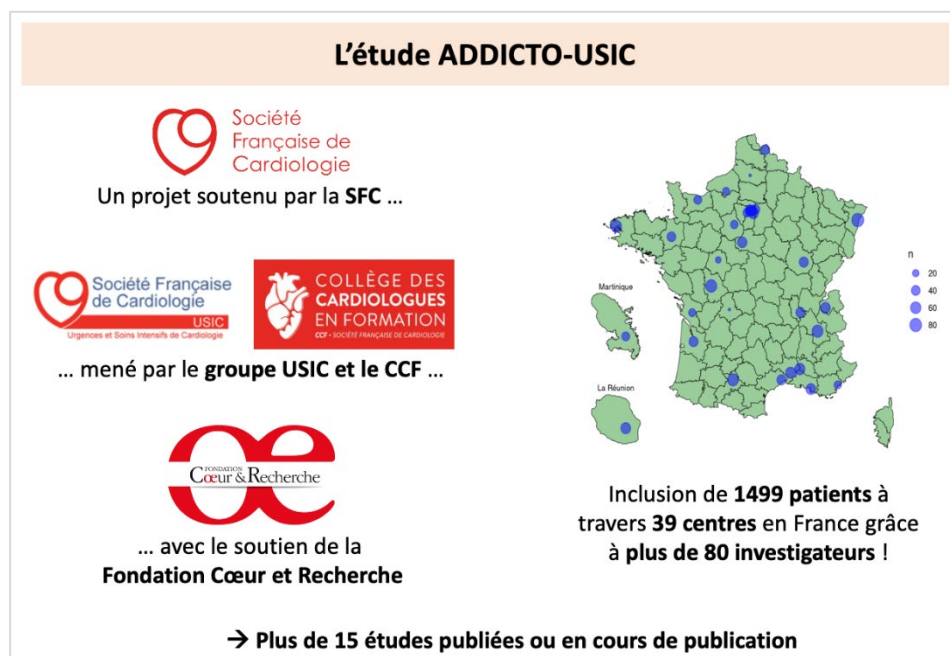 L'étude ADDICTO-USIC
Société
Française de
Cardiologie
Un projet soutenu par la SFC ...
Société Française
de Cardiologie
USIC
Urgences et Soins Intensifs de Cardiologie
COLLÈGE DES
CARDIOLOGUES
EN FORMATION
CCF - SOCIÉTÉ FRANÇAISE DE CARDIOLOGIE
... mené par le groupe USIC et le CCF ...
FONDATION
Cœur & Recherche
... avec le soutien de la
Fondation Cœur et Recherche
Martinique
La Réunion
n
20
40
60
80
Inclusion de 1499 patients à
travers 39 centres en France grâce
à plus de 80 investigateurs !
→ Plus de 15 études publiées ou en cours de publication